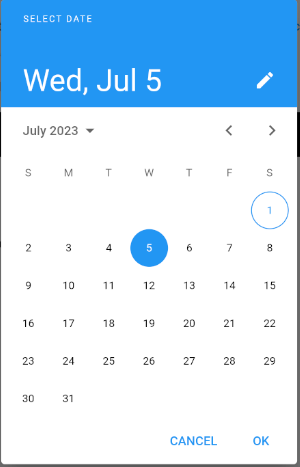 SELECT DATE
Wed, Jul 5
July 2023
S M T W T F S
1
2 3 4 5 6 7 8
9 10 11 12 13 14 15
16 17 18 19 20 21 22
23 24 25 26 27 28 29
30 31
CANCEL OK